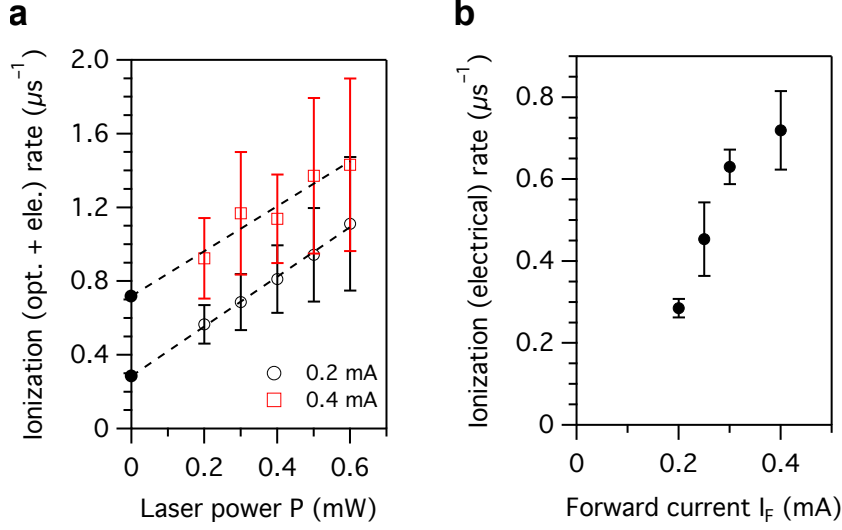 a
Ionization (opt. + ele.) rate (μs⁻¹)
2.0
1.6
1.2
0.8
0.4
0
0 0.2 0.4 0.6
Laser power P (mW)
0.2 mA
0.4 mA
b
Ionization (electrical) rate (μs⁻¹)
0.8
0.6
0.4
0.2
0
0 0.2 0.4
Forward current I_F (mA)